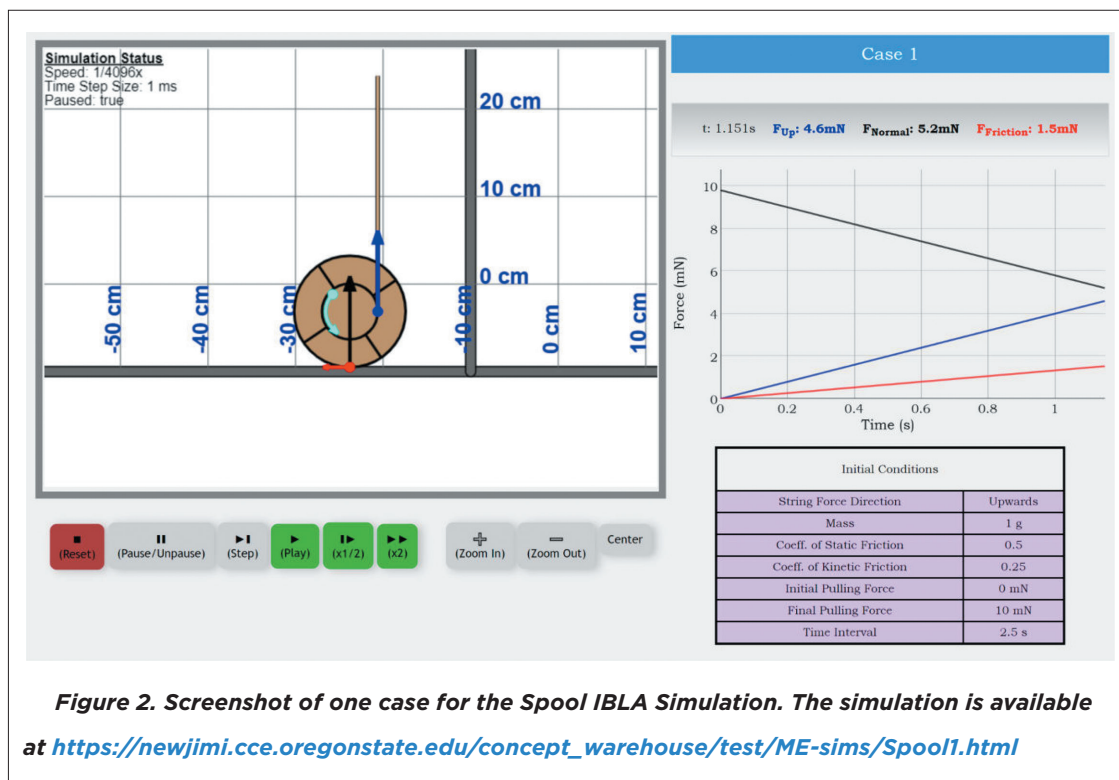 Simulation Status
Speed: 1/4096x
Time Step Size: 1 ms
Paused: true
20 cm
10 cm
0 cm
-50 cm
-40 cm
-30 cm
-10 cm
0 cm
10 cm
(Reset)
(Pause/Unpause)
(Step)
(Play)
(x1/2)
(x2)
(Zoom In)
(Zoom Out)
Center
Case 1
t: 1.151s FUp: 4.6mN FNormal: 5.2mN FFriction: 1.5mN
Force (mN)
10
8
6
4
2
0
0 0.2 0.4 0.6 0.8 1
Time (s)
Initial Conditions
String Force Direction Upwards
Mass 1 g
Coeff. of Static Friction 0.5
Coeff. of Kinetic Friction 0.25
Initial Pulling Force 0 mN
Final Pulling Force 10 mN
Time Interval 2.5 s
Figure 2. Screenshot of one case for the Spool IBLA Simulation. The simulation is available
at https://newjimi.cce.oregonstate.edu/concept_warehouse/test/ME-sims/Spool1.html